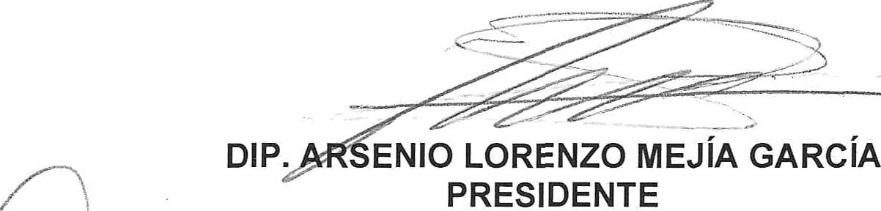 DIP. ARSENIO LORENZO MEJÍA GARCÍA
PRESIDENTE